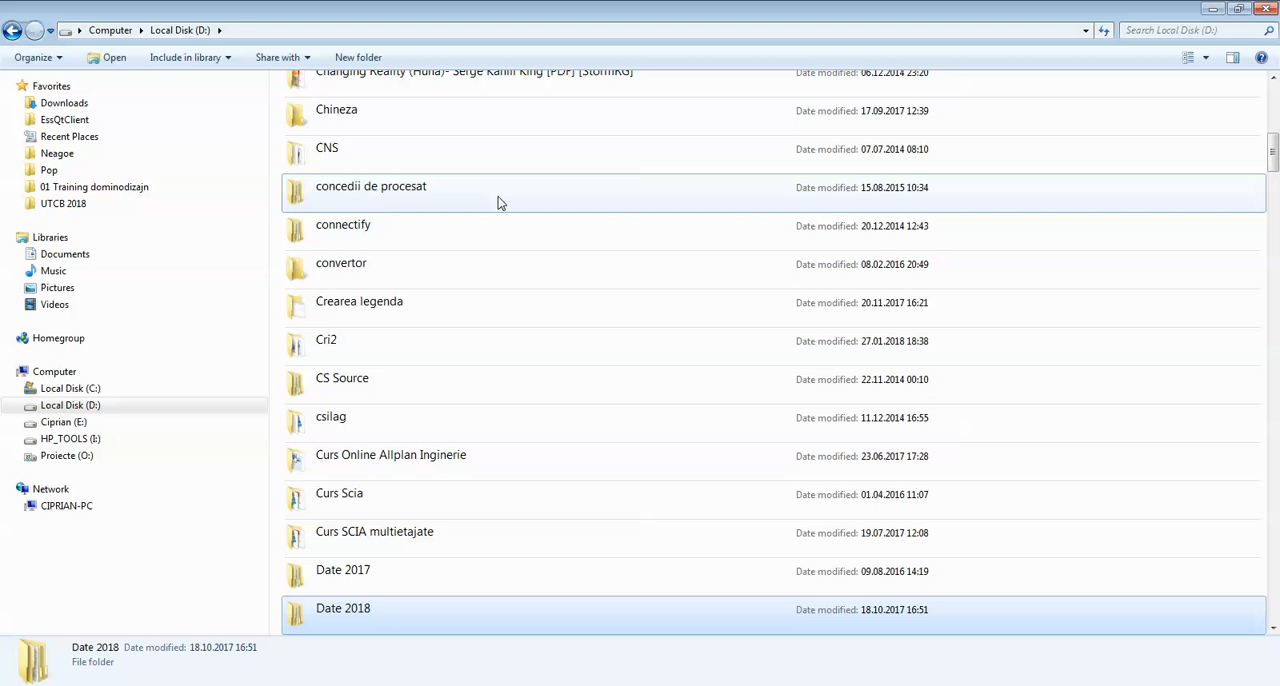 Computer Local Disk (D:)
Search Local Disk (D:)
Organize Open Include in library Share with New folder
Favorites
Downloads
EssQtClient
Recent Places
Neagoe
Pop
01 Training dominodizajn
UTCB 2018
Libraries
Documents
Music
Pictures
Videos
Homegroup
Computer
Local Disk (C:)
Local Disk (D:)
Ciprian (E:)
HP_TOOLS (I:)
Proiecte (O:)
Network
CIPRIAN-PC
Changing Reality (Huna)- Serge Kahili King [PDF] [StormRG] Date modified: 06.12.2014 23:20
Chineza Date modified: 17.09.2017 12:39
CNS Date modified: 07.07.2014 08:10
concedii de procesat Date modified: 15.08.2015 10:34
connectify Date modified: 20.12.2014 12:43
convertor Date modified: 08.02.2016 20:49
Crearea legenda Date modified: 20.11.2017 16:21
Cri2 Date modified: 27.01.2018 18:38
CS Source Date modified: 22.11.2014 00:10
csilag Date modified: 11.12.2014 16:55
Curs Online Allplan Inginerie Date modified: 23.06.2017 17:28
Curs Scia Date modified: 01.04.2016 11:07
Curs SCIA multietajate Date modified: 19.07.2017 12:08
Date 2017 Date modified: 09.08.2016 14:19
Date 2018 Date modified: 18.10.2017 16:51
Date 2018 Date modified: 18.10.2017 16:51
File folder